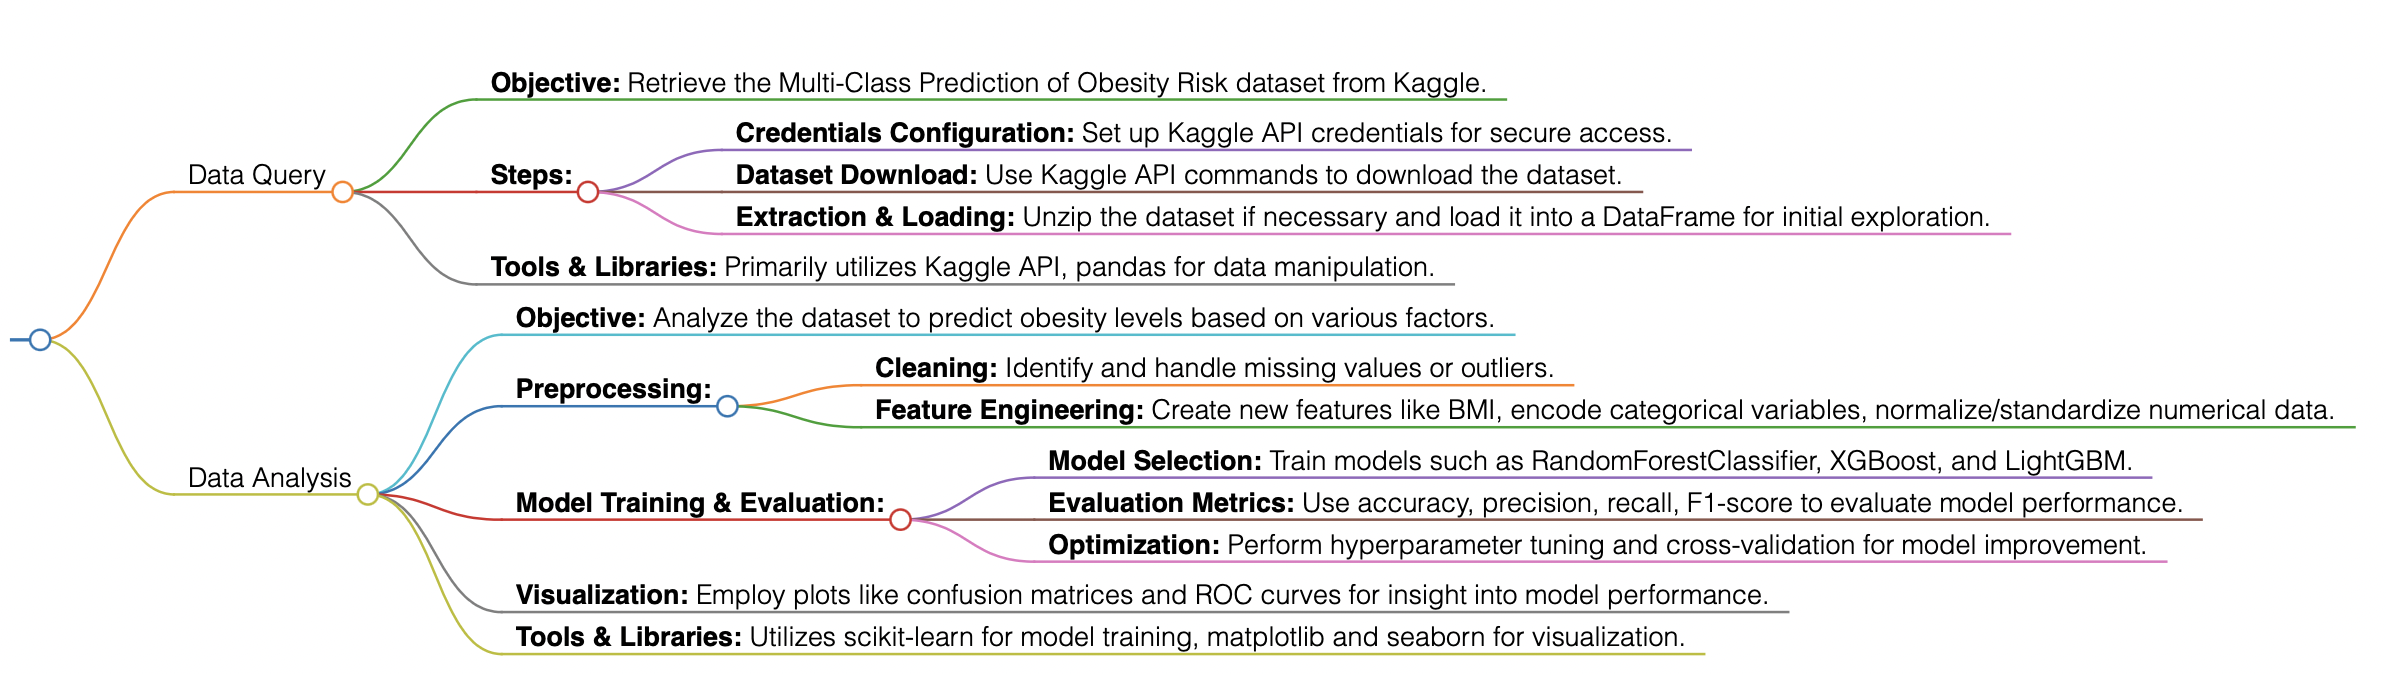 Objective: Retrieve the Multi-Class Prediction of Obesity Risk dataset from Kaggle.
Credentials Configuration: Set up Kaggle API credentials for secure access.
Data Query
Steps:
Dataset Download: Use Kaggle API commands to download the dataset.
Extraction & Loading: Unzip the dataset if necessary and load it into a DataFrame for initial exploration.
Tools & Libraries: Primarily utilizes Kaggle API, pandas for data manipulation.
Objective: Analyze the dataset to predict obesity levels based on various factors.
Cleaning: Identify and handle missing values or outliers.
Preprocessing:
Feature Engineering: Create new features like BMI, encode categorical variables, normalize/standardize numerical data.
Model Selection: Train models such as RandomForestClassifier, XGBoost, and LightGBM.
Data Analysis
Model Training & Evaluation:
Evaluation Metrics: Use accuracy, precision, recall, F1-score to evaluate model performance.
Optimization: Perform hyperparameter tuning and cross-validation for model improvement.
Visualization: Employ plots like confusion matrices and ROC curves for insight into model performance.
Tools & Libraries: Utilizes scikit-learn for model training, matplotlib and seaborn for visualization.